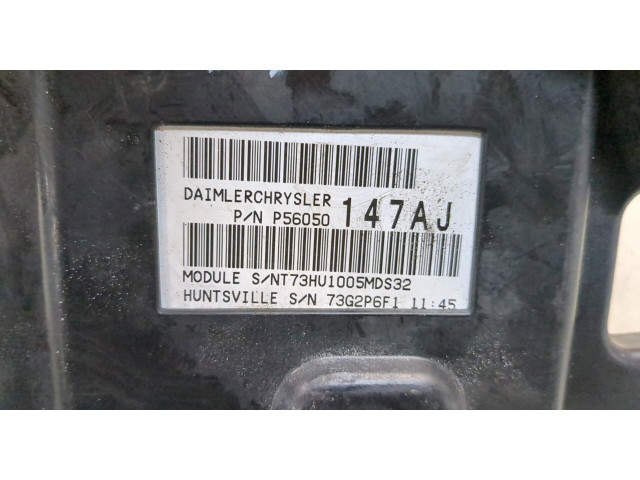 DAIMLERCHRYSLER
P/N P56050 147AJ
MODULE S/NT73HU1005MDS32
HUNTSVILLE S/N 73G2P6F1 11:45